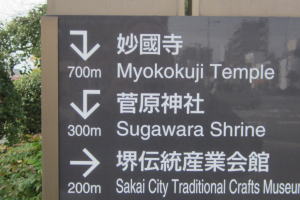 妙國寺
700m Myokokuji Temple
菅原神社
300m Sugawara Shrine
堺伝統産業会館
200m Sakai City Traditional Crafts Museu